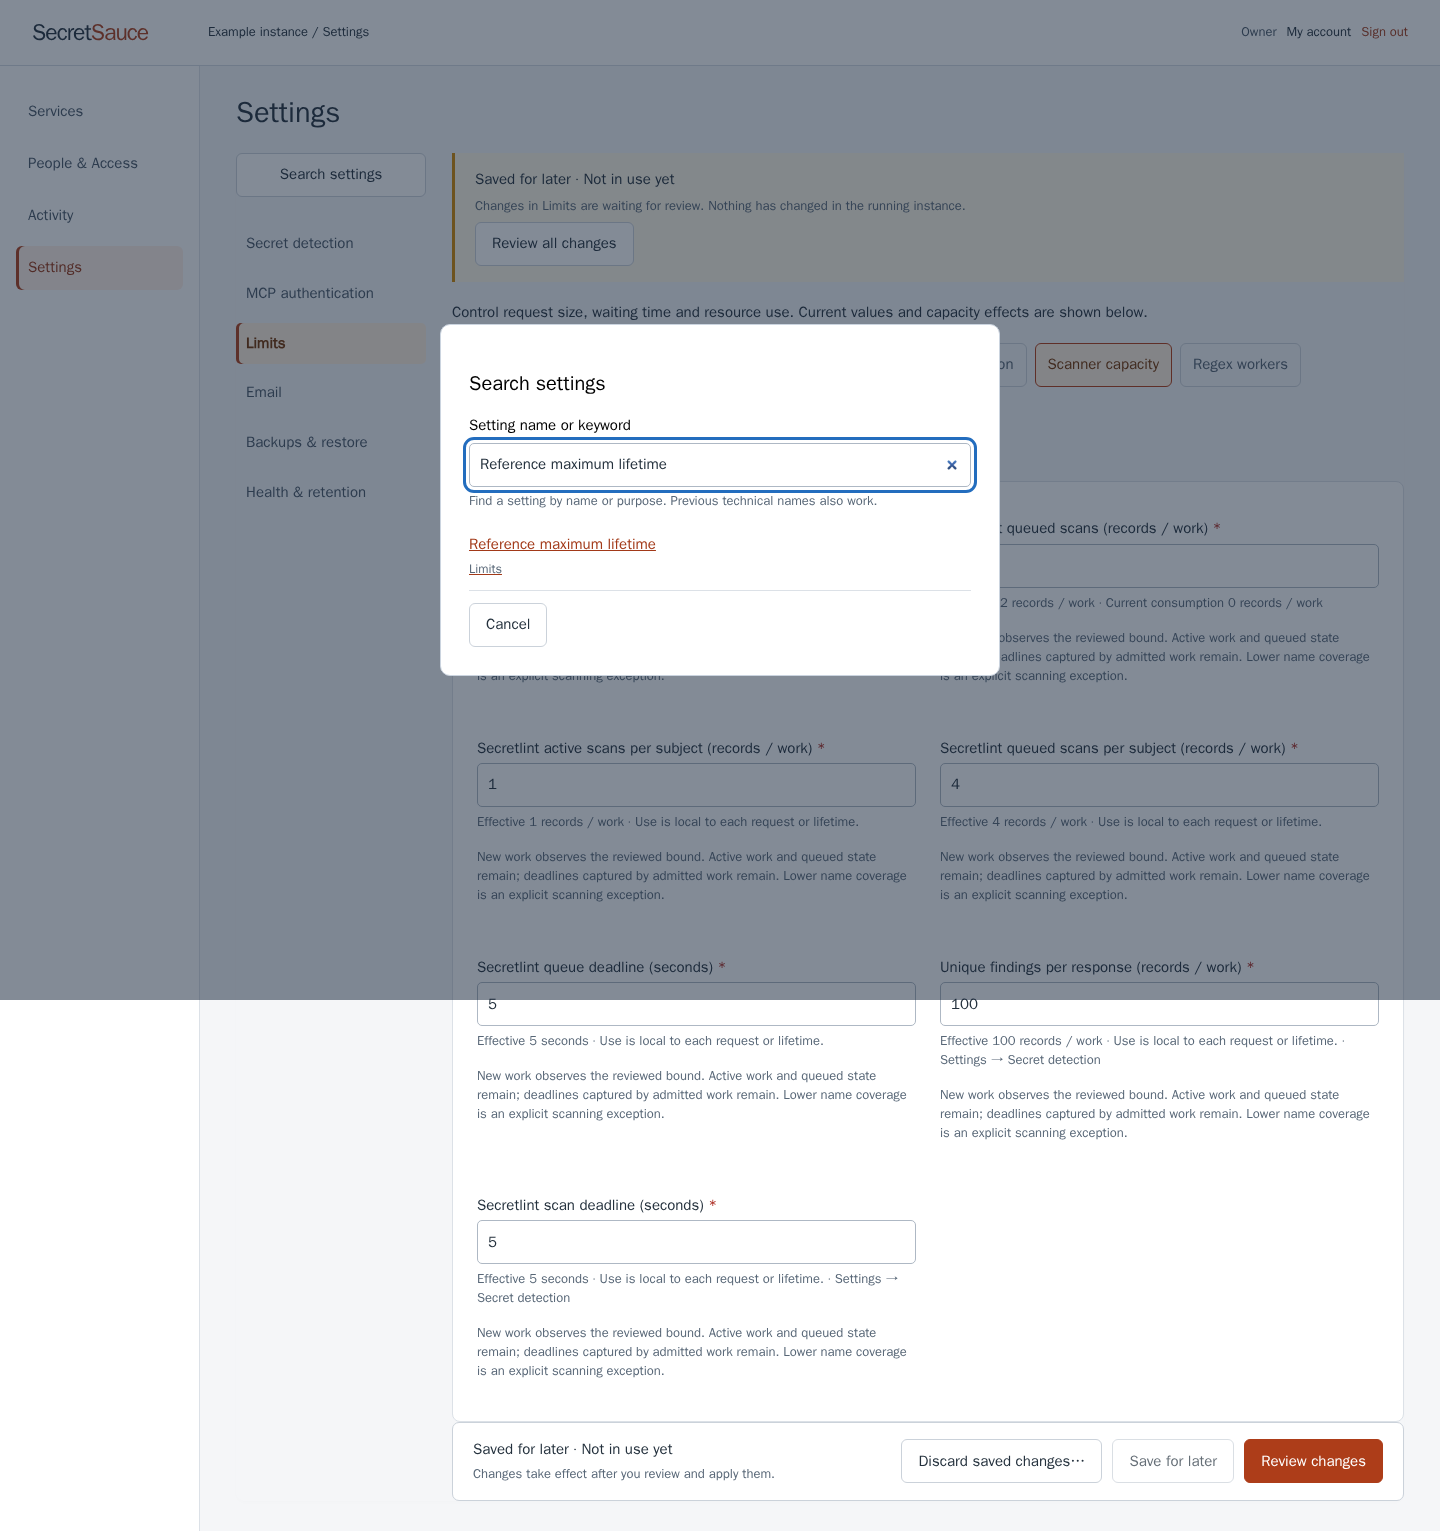 SecretSauce
Example instance / Settings
Owner My account Sign out
Services
People & Access
Activity
Settings
Settings
Search settings
Secret detection
MCP authentication
Limits
Email
Backups & restore
Health & retention
Saved for later · Not in use yet
Changes in Limits are waiting for review. Nothing has changed in the running instance.
Review all changes
Control request size, waiting time and resource use. Current values and capacity effects are shown below.
Scanner capacity
Regex workers
Search settings
Setting name or keyword
Reference maximum lifetime
Find a setting by name or purpose. Previous technical names also work.
Reference maximum lifetime
Limits
Cancel
queued scans (records / work) *
2 records / work · Current consumption 0 records / work
observes the reviewed bound. Active work and queued state
captured by admitted work remain. Lower name coverage
is an explicit scanning exception.
is an explicit scanning exception.
Secretlint active scans per subject (records / work) *
1
Effective 1 records / work · Use is local to each request or lifetime.
New work observes the reviewed bound. Active work and queued state
remain; deadlines captured by admitted work remain. Lower name coverage
is an explicit scanning exception.
Secretlint queued scans per subject (records / work) *
4
Effective 4 records / work · Use is local to each request or lifetime.
New work observes the reviewed bound. Active work and queued state
remain; deadlines captured by admitted work remain. Lower name coverage
is an explicit scanning exception.
Secretlint queue deadline (seconds) *
5
Effective 5 seconds · Use is local to each request or lifetime.
New work observes the reviewed bound. Active work and queued state
remain; deadlines captured by admitted work remain. Lower name coverage
is an explicit scanning exception.
Unique findings per response (records / work) *
100
Effective 100 records / work · Use is local to each request or lifetime. ·
Settings → Secret detection
New work observes the reviewed bound. Active work and queued state
remain; deadlines captured by admitted work remain. Lower name coverage
is an explicit scanning exception.
Secretlint scan deadline (seconds) *
5
Effective 5 seconds · Use is local to each request or lifetime. · Settings →
Secret detection
New work observes the reviewed bound. Active work and queued state
remain; deadlines captured by admitted work remain. Lower name coverage
is an explicit scanning exception.
Saved for later · Not in use yet
Changes take effect after you review and apply them.
Discard saved changes…
Save for later
Review changes